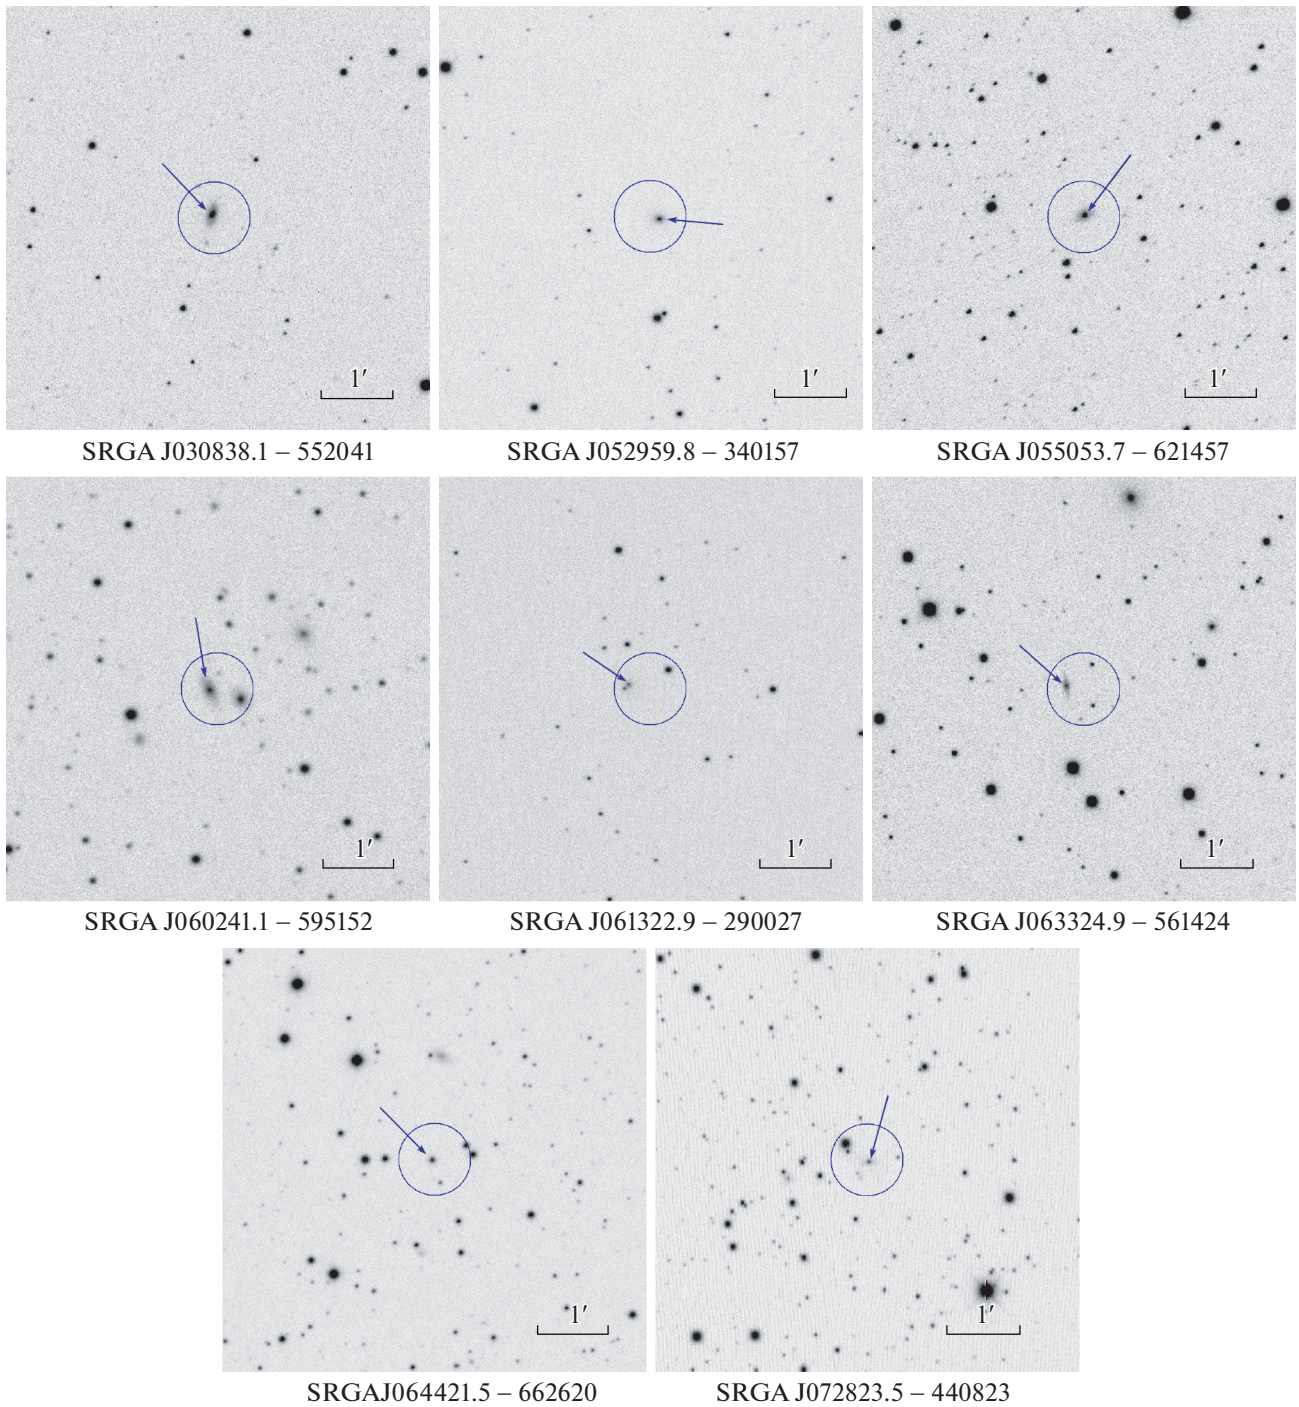 1′ 1′ 1′
SRGA J030838.1 – 552041 SRGA J052959.8 – 340157 SRGA J055053.7 – 621457
1′ 1′ 1′
SRGA J060241.1 – 595152 SRGA J061322.9 – 290027 SRGA J063324.9 – 561424
1′ 1′
SRGAJ064421.5 – 662620 SRGA J072823.5 – 440823